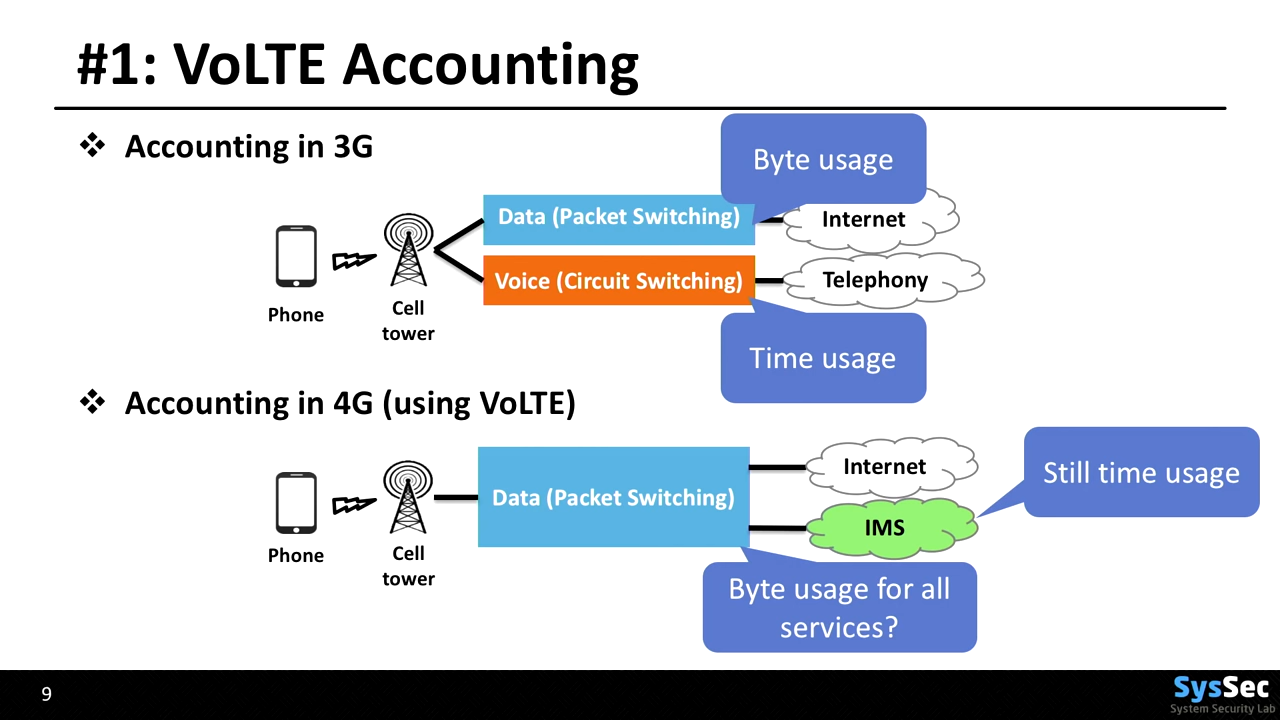 #1: VoLTE Accounting
Accounting in 3G
Byte usage
Data (Packet Switching)
Internet
Voice (Circuit Switching)
Telephony
Phone
Cell
tower
Time usage
Accounting in 4G (using VoLTE)
Internet
Still time usage
Data (Packet Switching)
IMS
Phone
Cell
tower
Byte usage for all
services?
9
SysSec
System Security Lab